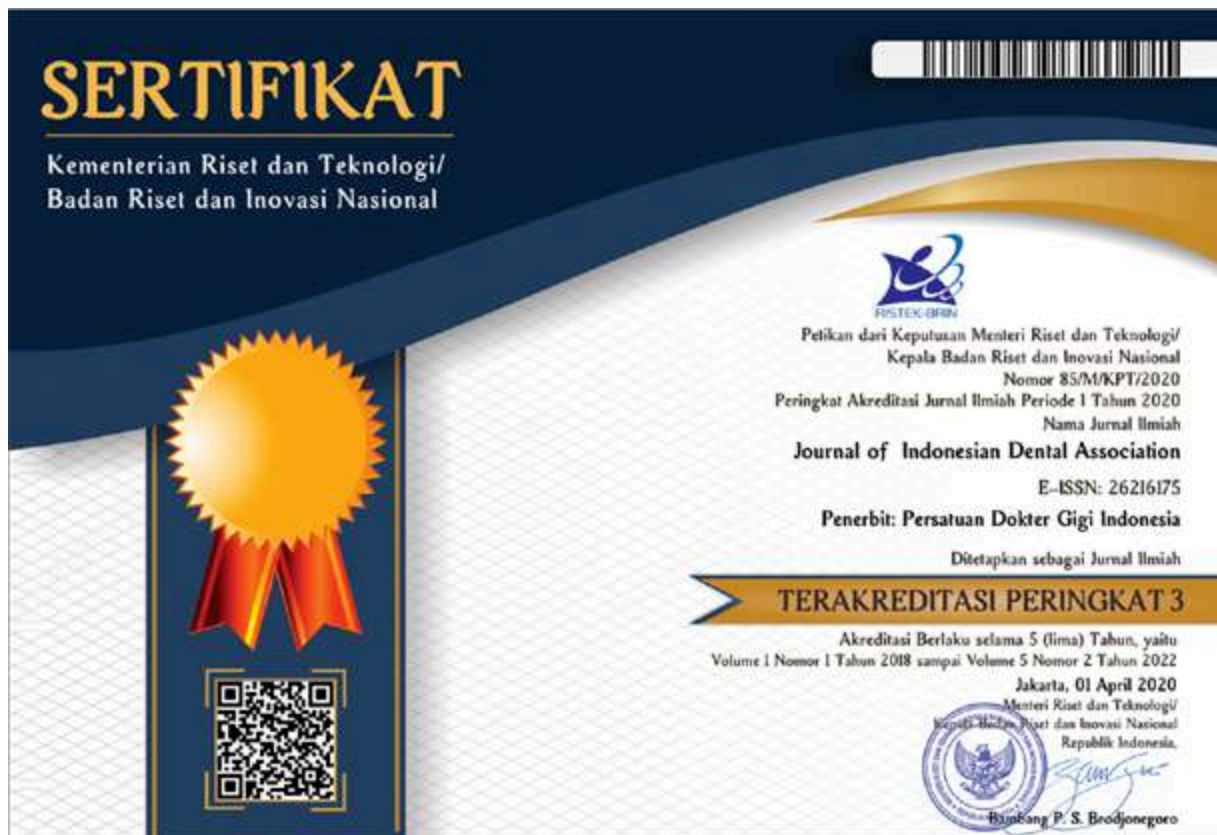 SERTIFIKAT
Kementerian Riset dan Teknologi/
Badan Riset dan Inovasi Nasional
RISTEK-BRIN
Petikan dari Keputusan Menteri Riset dan Teknologi/
Kepala Badan Riset dan Inovasi Nasional
Nomor 85/M/KPT/2020
Peringkat Akreditasi Jurnal Ilmiah Periode 1 Tahun 2020
Nama Jurnal Ilmiah
Journal of Indonesian Dental Association
E-ISSN: 26216175
Penerbit: Persatuan Dokter Gigi Indonesia
Ditetapkan sebagai Jurnal Ilmiah
TERAKREDITASI PERINGKAT 3
Akreditasi Berlaku selama 5 (lima) Tahun, yaitu
Volume 1 Nomor 1 Tahun 2018 sampai Volume 5 Nomor 2 Tahun 2022
Jakarta, 01 April 2020
Menteri Riset dan Teknologi/
Kepala Badan Riset dan Inovasi Nasional
Republik Indonesia,
Bambang P. S. Brodjonegoro